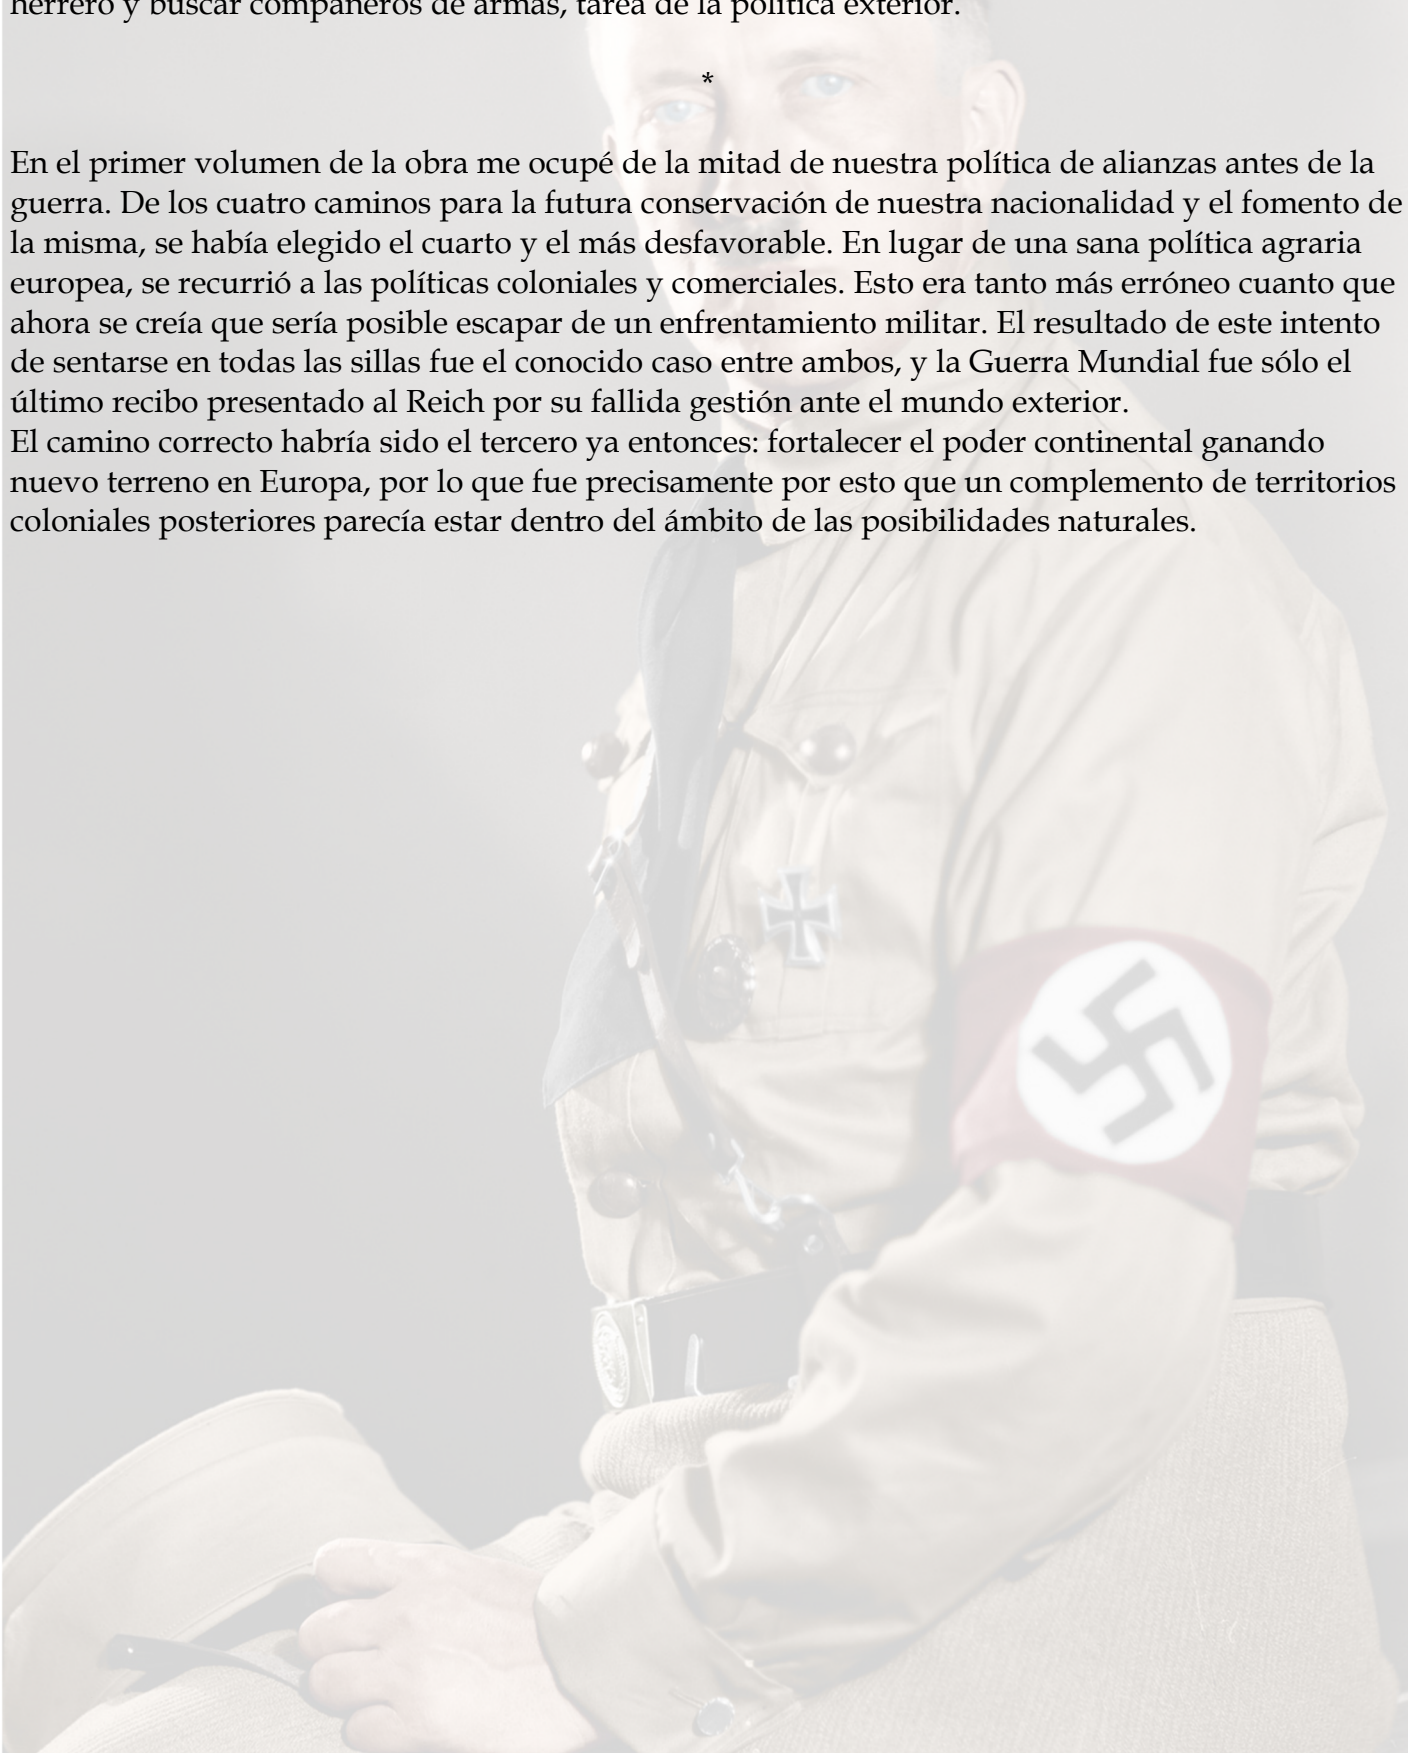 herrero y buscar compañeros de armas, tarea de la política exterior.
*
En el primer volumen de la obra me ocupé de la mitad de nuestra política de alianzas antes de la
guerra. De los cuatro caminos para la futura conservación de nuestra nacionalidad y el fomento de
la misma, se había elegido el cuarto y el más desfavorable. En lugar de una sana política agraria
europea, se recurrió a las políticas coloniales y comerciales. Esto era tanto más erróneo cuanto que
ahora se creía que sería posible escapar de un enfrentamiento militar. El resultado de este intento
de sentarse en todas las sillas fue el conocido caso entre ambos, y la Guerra Mundial fue sólo el
último recibo presentado al Reich por su fallida gestión ante el mundo exterior.
El camino correcto habría sido el tercero ya entonces: fortalecer el poder continental ganando
nuevo terreno en Europa, por lo que fue precisamente por esto que un complemento de territorios
coloniales posteriores parecía estar dentro del ámbito de las posibilidades naturales.